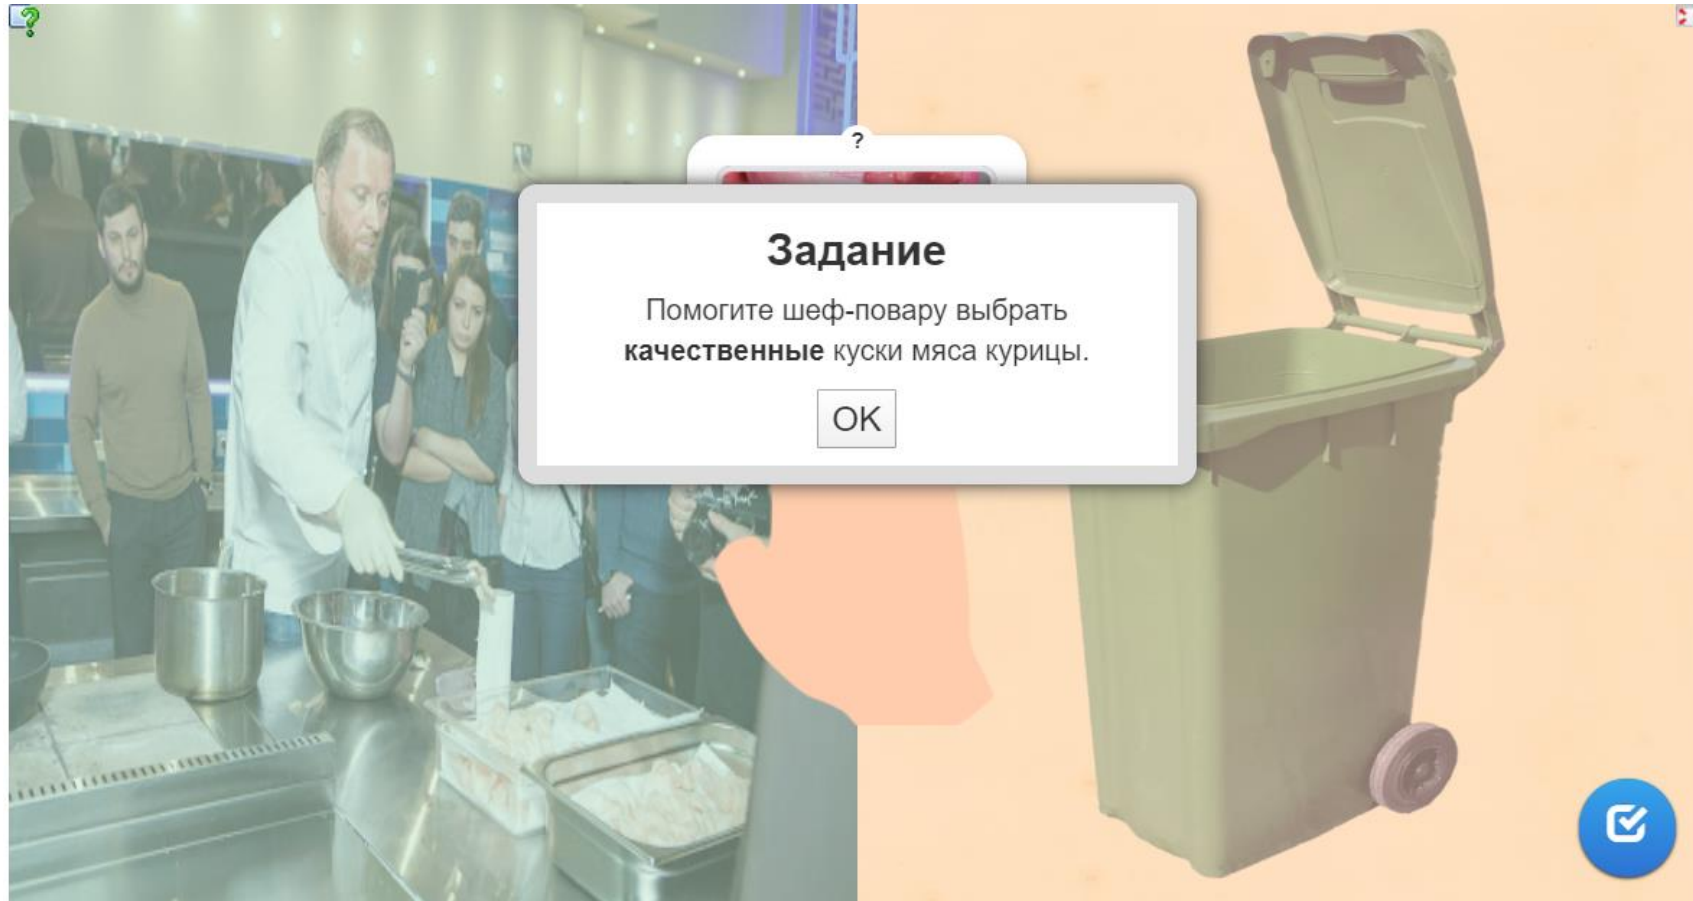 ?
Задание
Помогите шеф-повару выбрать
качественные куски мяса курицы.
OK